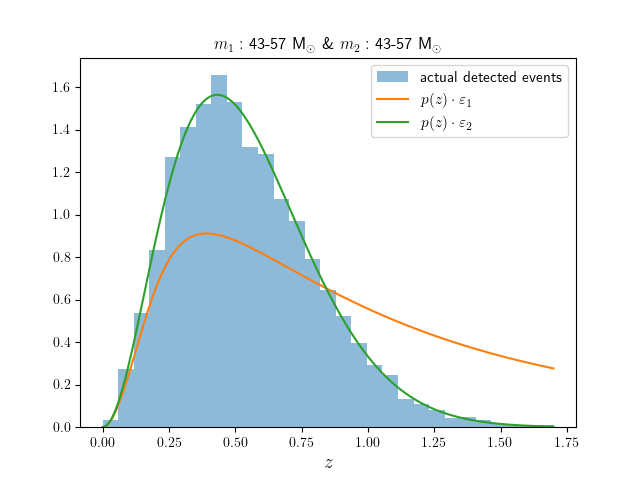 m₁ : 43-57 M☉ & m₂ : 43-57 M☉
actual detected events
p(z) · ε₁
p(z) · ε₂
1.6
1.4
1.2
1.0
0.8
0.6
0.4
0.2
0.0
0.00 0.25 0.50 0.75 1.00 1.25 1.50 1.75
z